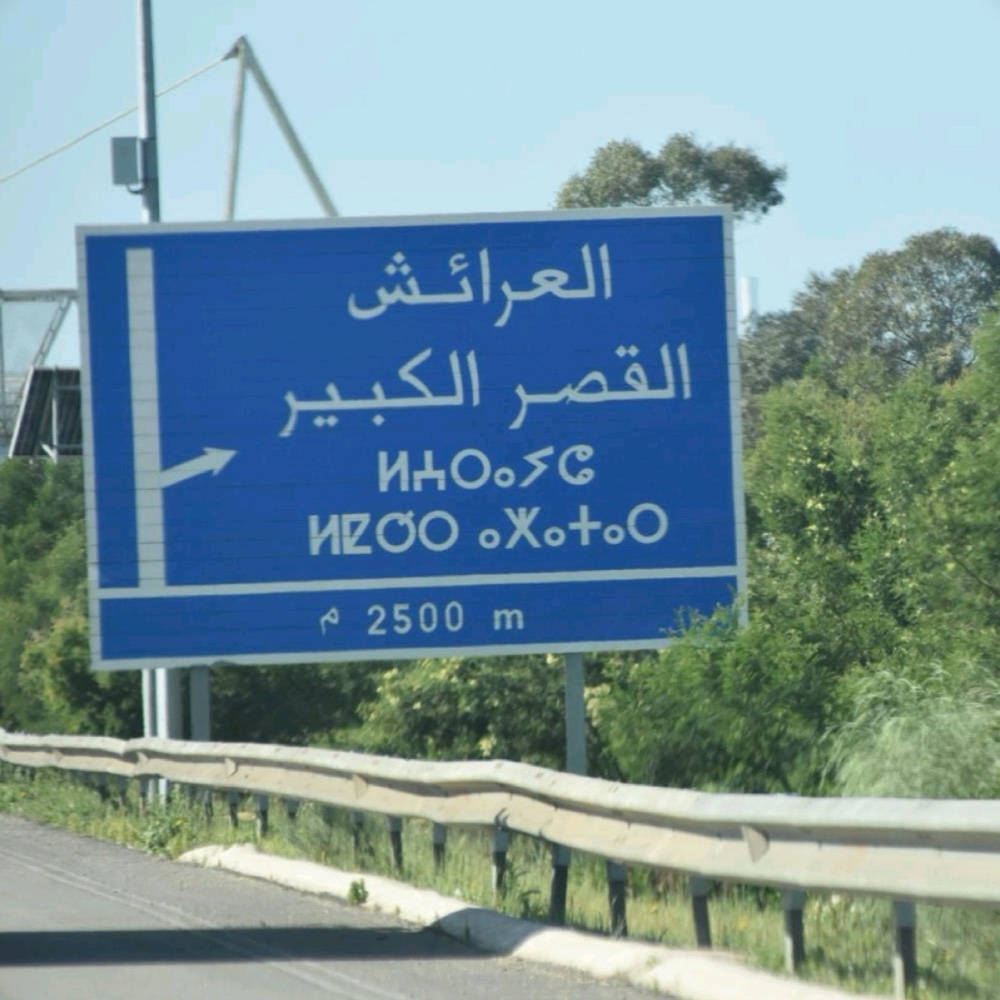 العرائش
القصر الكبير
ⵍⵄⵔⴰⵢⵛ
ⵍⵇⵚⵔ ⴰⵅⴰⵜⴰⵔ
م 2500 m